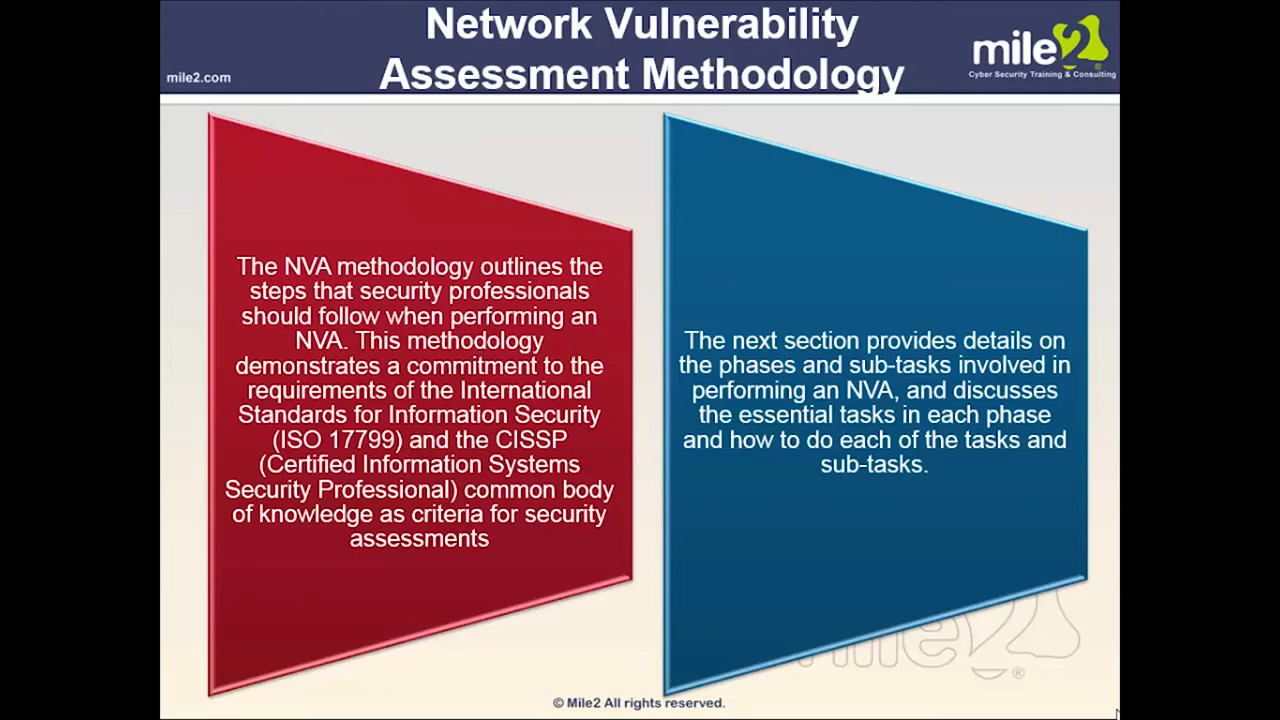 Network Vulnerability
Assessment Methodology
mile2.com
mile2
Cyber Security Training & Consulting
The NVA methodology outlines the
steps that security professionals
should follow when performing an
NVA. This methodology
demonstrates a commitment to the
requirements of the International
Standards for Information Security
(ISO 17799) and the CISSP
(Certified Information Systems
Security Professional) common body
of knowledge as criteria for security
assessments
The next section provides details on
the phases and sub-tasks involved in
performing an NVA, and discusses
the essential tasks in each phase
and how to do each of the tasks and
sub-tasks.
mile2
®
© Mile2 All rights reserved.